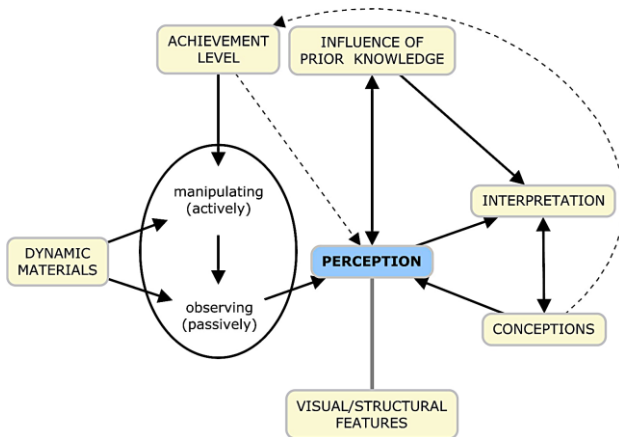 ACHIEVEMENT
LEVEL
INFLUENCE OF
PRIOR KNOWLEDGE
manipulating
(actively)
INTERPRETATION
DYNAMIC
MATERIALS
PERCEPTION
observing
(passively)
CONCEPTIONS
VISUAL/STRUCTURAL
FEATURES